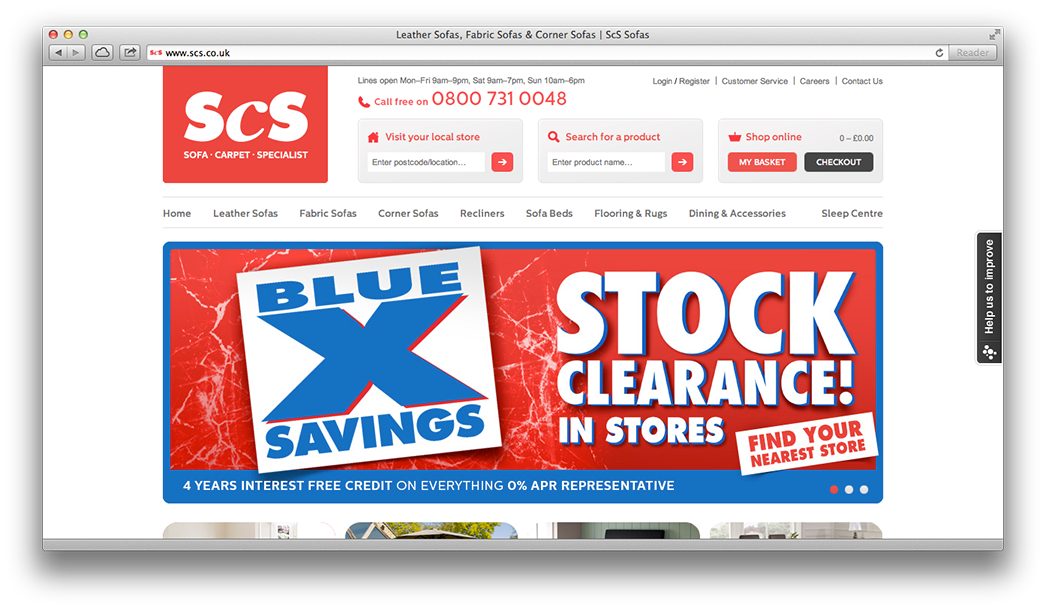 Leather Sofas, Fabric Sofas & Corner Sofas | ScS Sofas
ScS www.scs.co.uk
Reader
ScS
SOFA · CARPET · SPECIALIST
Lines open Mon–Fri 9am–9pm, Sat 9am–7pm, Sun 10am–6pm
Call free on 0800 731 0048
Login / Register | Customer Service | Careers | Contact Us
Visit your local store
Enter postcode/location...
Search for a product
Enter product name...
Shop online
0 – £0.00
MY BASKET
CHECKOUT
Home Leather Sofas Fabric Sofas Corner Sofas Recliners Sofa Beds Flooring & Rugs Dining & Accessories Sleep Centre
BLUE
X
SAVINGS
STOCK
CLEARANCE!
IN STORES
FIND YOUR
NEAREST STORE
4 YEARS INTEREST FREE CREDIT ON EVERYTHING 0% APR REPRESENTATIVE
Help us to improve